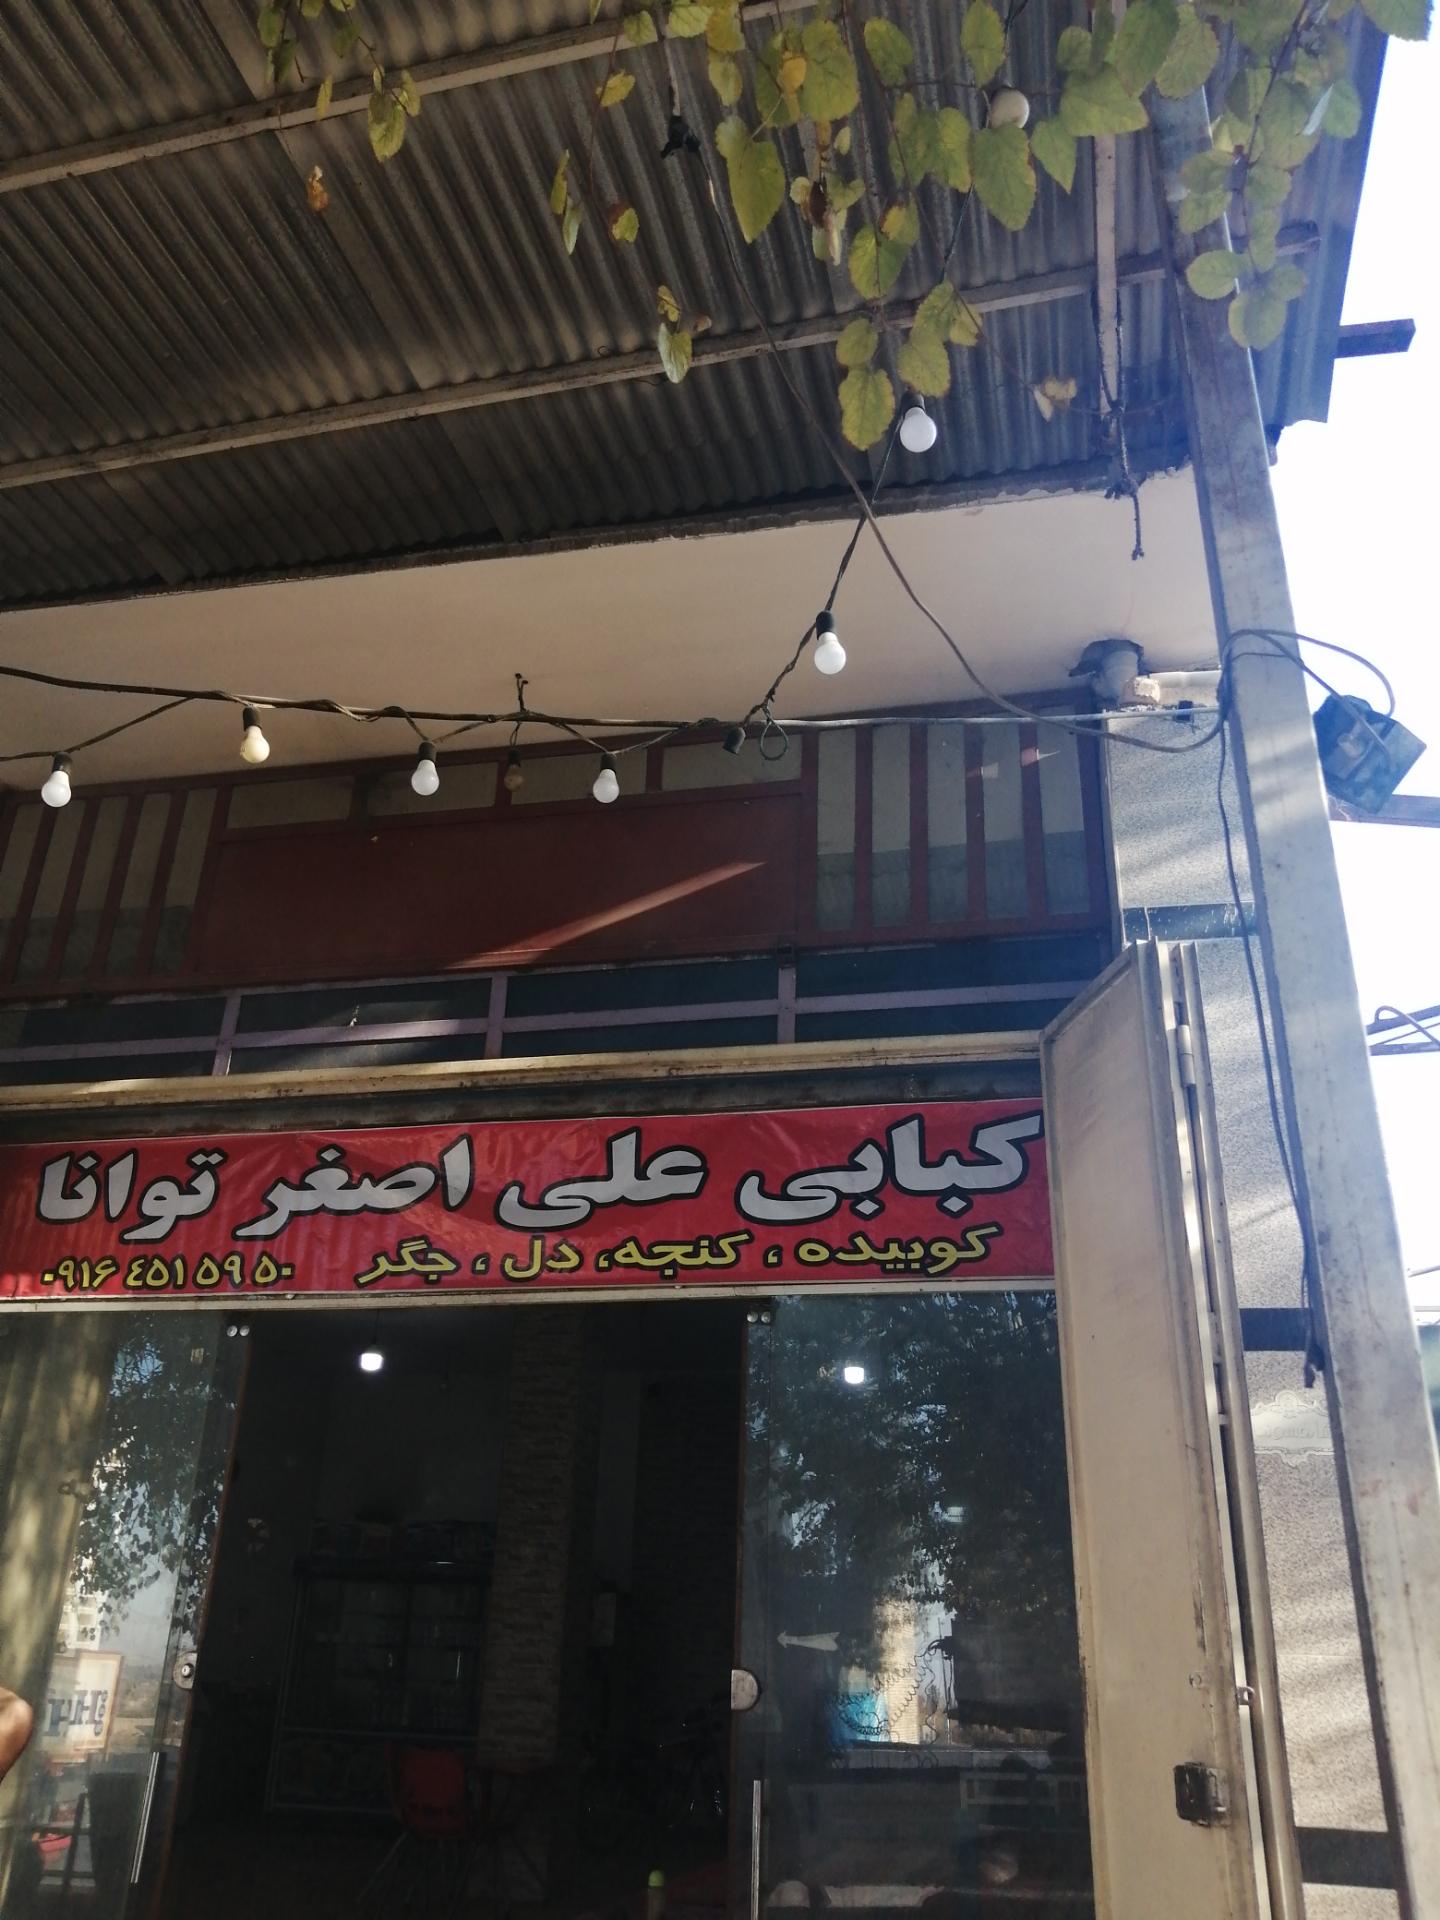 کبابی علی اصغر توانا
کوبیده ، کنجه، دل ، جگر ۰۹۱۶ ۴۵۱ ۵۹ ۵۰